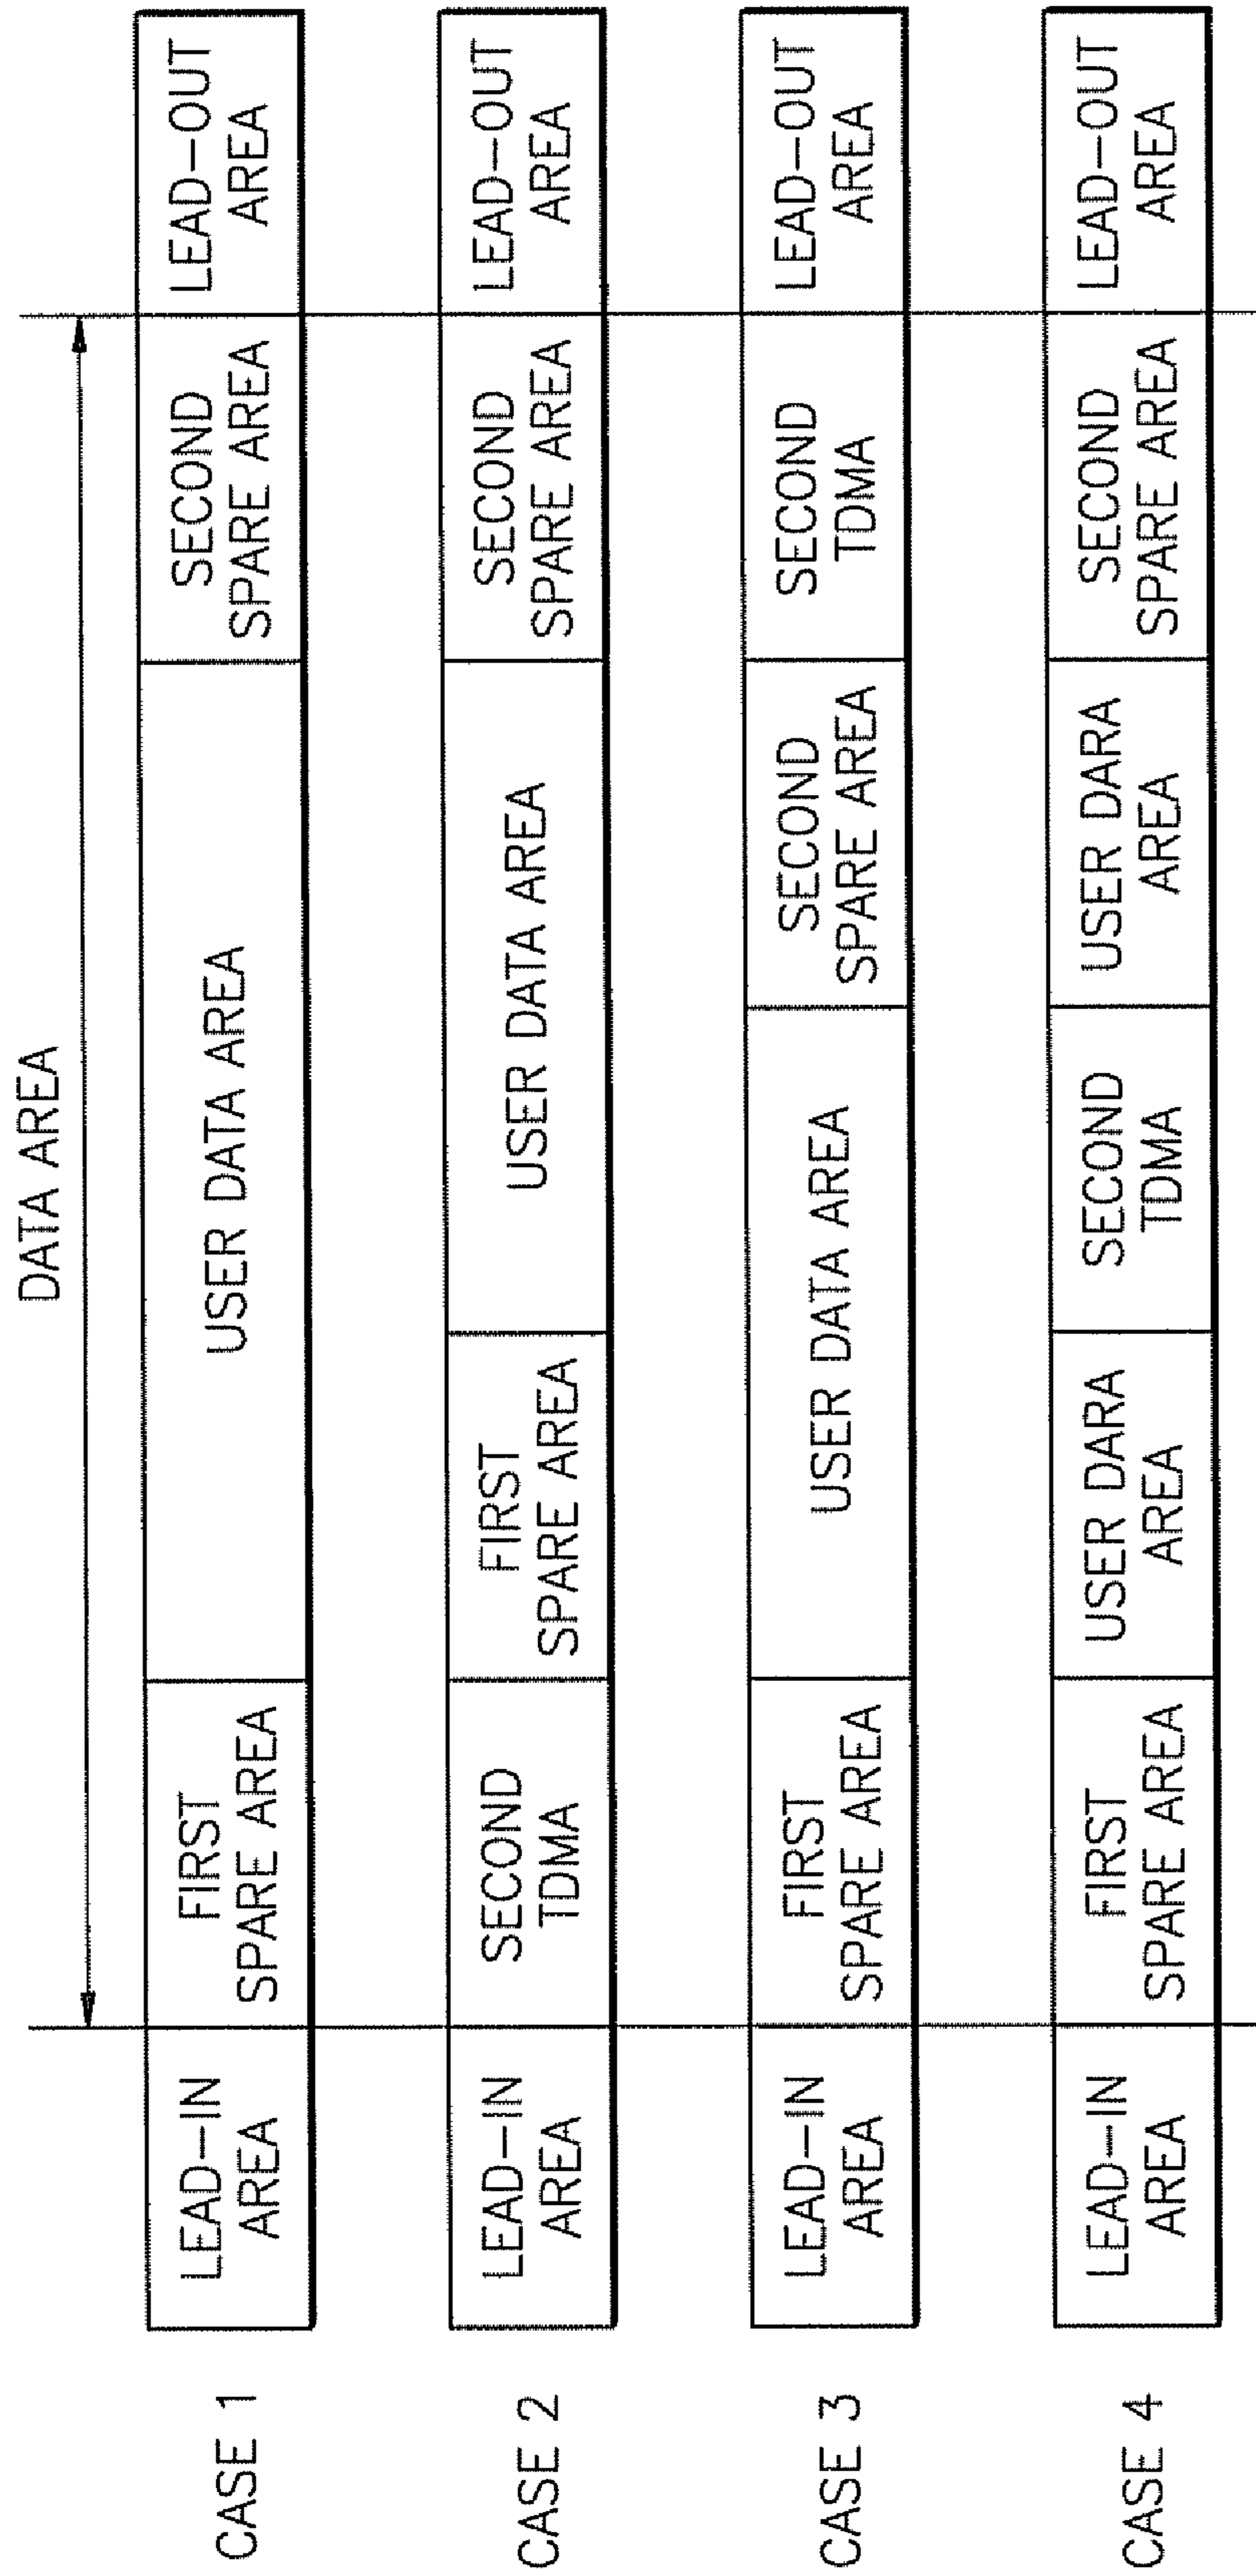 DATA AREA
CASE 1
LEAD-IN
AREA
FIRST
SPARE AREA
USER DATA AREA
SECOND
SPARE AREA
LEAD-OUT
AREA
CASE 2
LEAD-IN
AREA
SECOND
TDMA
FIRST
SPARE AREA
USER DATA AREA
SECOND
SPARE AREA
LEAD-OUT
AREA
CASE 3
LEAD-IN
AREA
FIRST
SPARE AREA
USER DATA AREA
SECOND
SPARE AREA
SECOND
TDMA
LEAD-OUT
AREA
CASE 4
LEAD-IN
AREA
FIRST
SPARE AREA
USER DARA
AREA
SECOND
TDMA
USER DARA
AREA
SECOND
SPARE AREA
LEAD-OUT
AREA